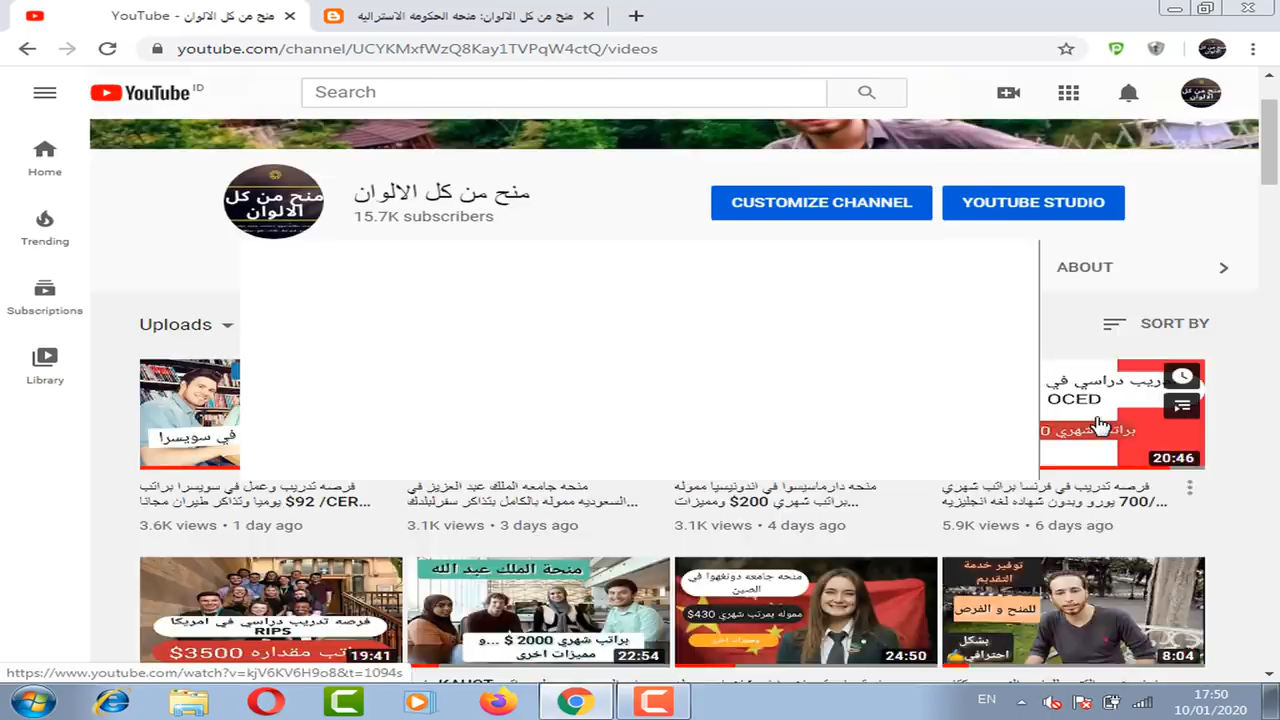 منح من كل الالوان - YouTube
منح من كل الالوان: منحه الحكومه الاستراليه
youtube.com/channel/UCYKMxfWzQ8Kay1TVPqW4ctQ/videos
YouTube ID
Search
Home
Trending
Subscriptions
Library
منح من كل
الالوان
منح من كل الالوان
15.7K subscribers
CUSTOMIZE CHANNEL
YOUTUBE STUDIO
ABOUT
Uploads
SORT BY
في سويسرا
دريب دراسي في
OCED
براتب شهري
20:46
فرصه تدريب وعمل في سويسرا براتب
يوميا وتذاكر طيران مجانا $92 /CER...
3.6K views • 1 day ago
منحه جامعه الملك عبد العزيز في
السعوديه مموله بالكامل بتذاكر سفرلبلدك...
3.1K views • 3 days ago
منحه دارماسيسوا في اندونيسيا مموله
براتب شهري 200$ ومميزات...
3.1K views • 4 days ago
فرصه تدريب في فرنسا براتب شهري
700 يورو وبدون شهاده لغه انجليزيه/...
5.9K views • 6 days ago
فرصه تدريب دراسي في امريكا
RIPS
تب مقداره 3500$
19:41
منحة الملك عبد الله
براتب شهري 2000 $ ...و
مميزات اخرى
22:54
منحه جامعه دونغهوا في
الصين
مموله بمرتب شهري 430$
ومميزات اخرى
24:50
توفير خدمة
التقديم
للمنح و الفرص
بشكل
احترافي
8:04
https://www.youtube.com/watch?v=kjV6KV6H9o8&t=1094s
EN
17:50
10/01/2020